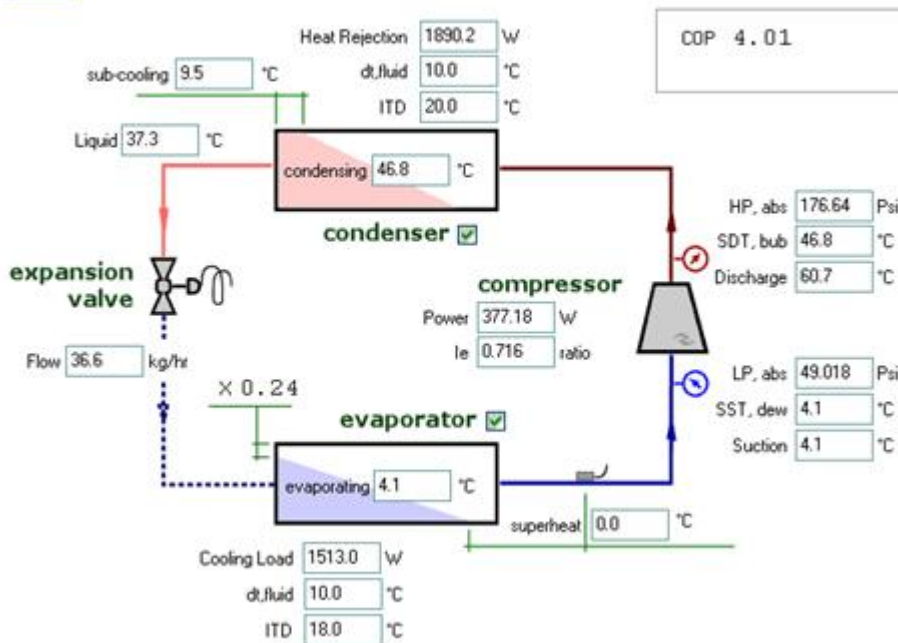 Heat Rejection 1890.2 W
COP 4.01
sub-cooling 9.5 °C
dt,fluid 10.0 °C
ITD 20.0 °C
Liquid 37.3 °C
condensing 46.8 °C
condenser
HP, abs 176.64 Psi
SDT, bub 46.8 °C
Discharge 60.7 °C
expansion
valve
compressor
Power 377.18 W
Ie 0.716 ratio
Flow 36.6 kg/hr
LP, abs 49.018 Psi
SST, dew 4.1 °C
Suction 4.1 °C
X 0.24
evaporator
evaporating 4.1 °C
superheat 0.0 °C
Cooling Load 1513.0 W
dt,fluid 10.0 °C
ITD 18.0 °C